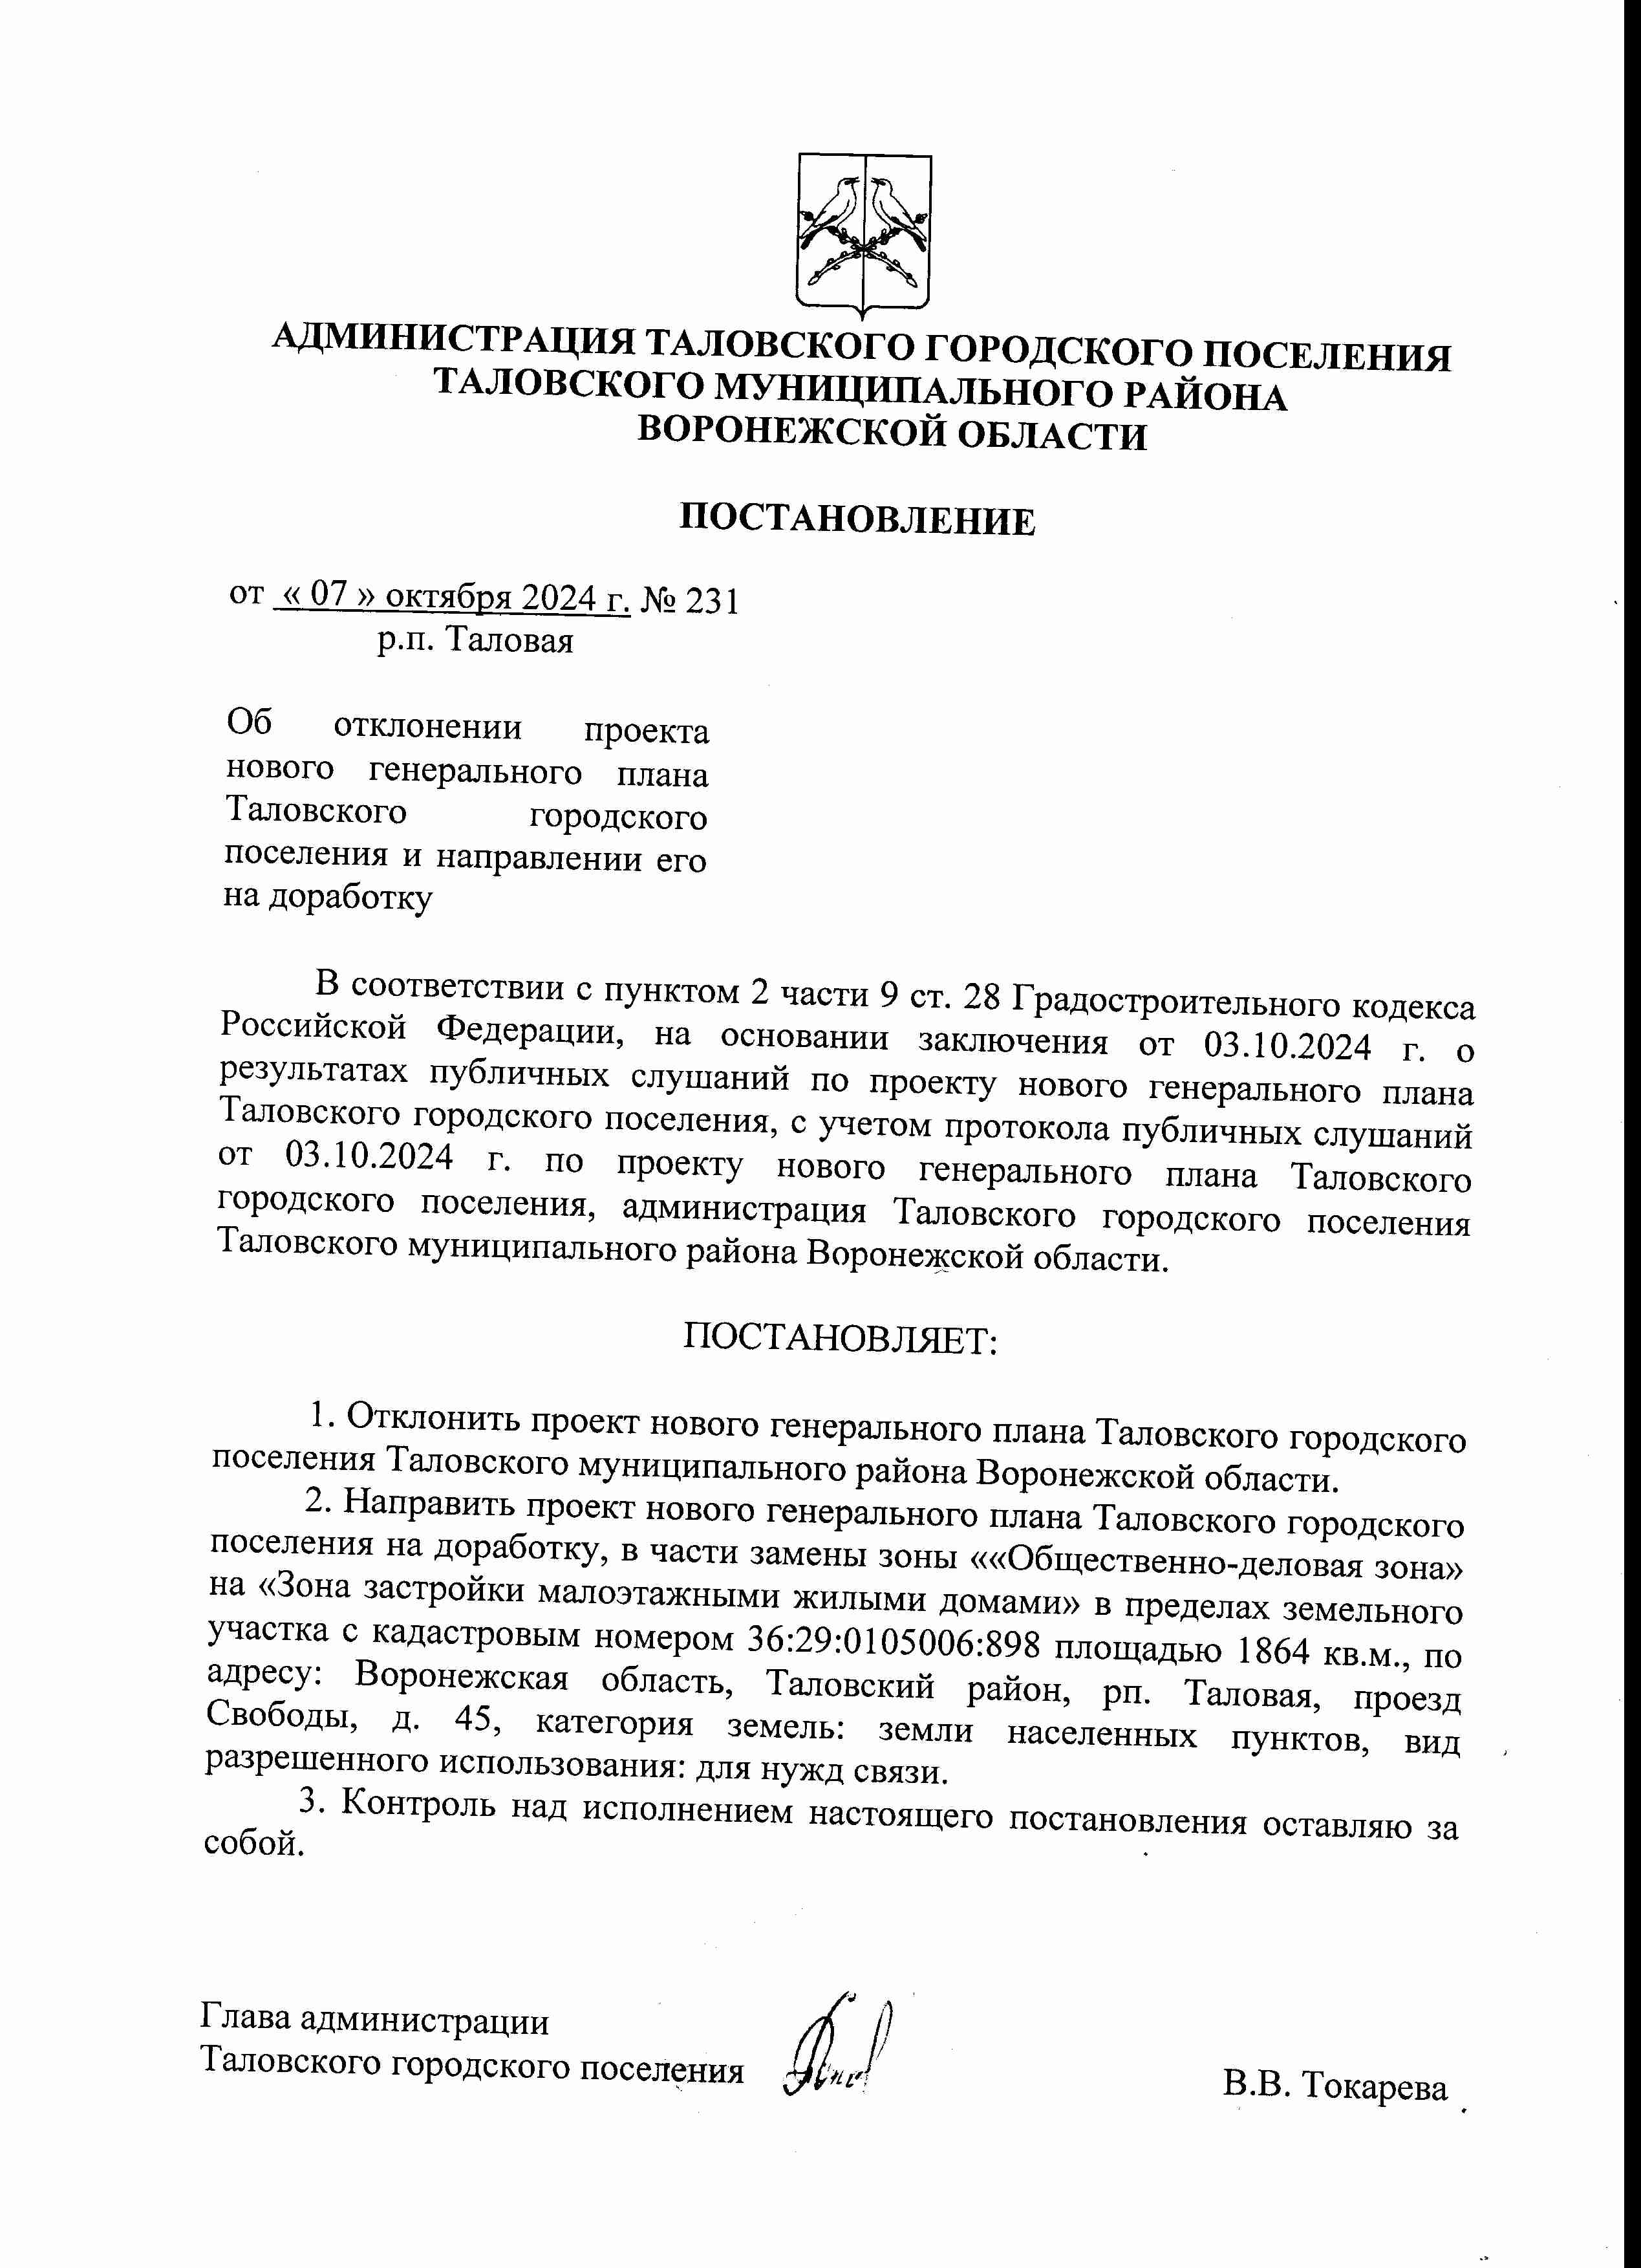 АДМИНИСТРАЦИЯ ТАЛОВСКОГО ГОРОДСКОГО ПОСЕЛЕНИЯ
ТАЛОВСКОГО МУНИЦИПАЛЬНОГО РАЙОНА
ВОРОНЕЖСКОЙ ОБЛАСТИ
ПОСТАНОВЛЕНИЕ
от « 07 » октября 2024 г. № 231
р.п. Таловая
Об отклонении проекта
нового генерального плана
Таловского городского
поселения и направлении его
на доработку
В соответствии с пунктом 2 части 9 ст. 28 Градостроительного кодекса
Российской Федерации, на основании заключения от 03.10.2024 г. о
результатах публичных слушаний по проекту нового генерального плана
Таловского городского поселения, с учетом протокола публичных слушаний
от 03.10.2024 г. по проекту нового генерального плана Таловского
городского поселения, администрация Таловского городского поселения
Таловского муниципального района Воронежской области.
ПОСТАНОВЛЯЕТ:
1. Отклонить проект нового генерального плана Таловского городского
поселения Таловского муниципального района Воронежской области.
2. Направить проект нового генерального плана Таловского городского
поселения на доработку, в части замены зоны ««Общественно-деловая зона»
на «Зона застройки малоэтажными жилыми домами» в пределах земельного
участка с кадастровым номером 36:29:0105006:898 площадью 1864 кв.м., по
адресу: Воронежская область, Таловский район, рп. Таловая, проезд
Свободы, д. 45, категория земель: земли населенных пунктов, вид
разрешенного использования: для нужд связи.
3. Контроль над исполнением настоящего постановления оставляю за
собой.
Глава администрации
Таловского городского поселения
В.В. Токарева